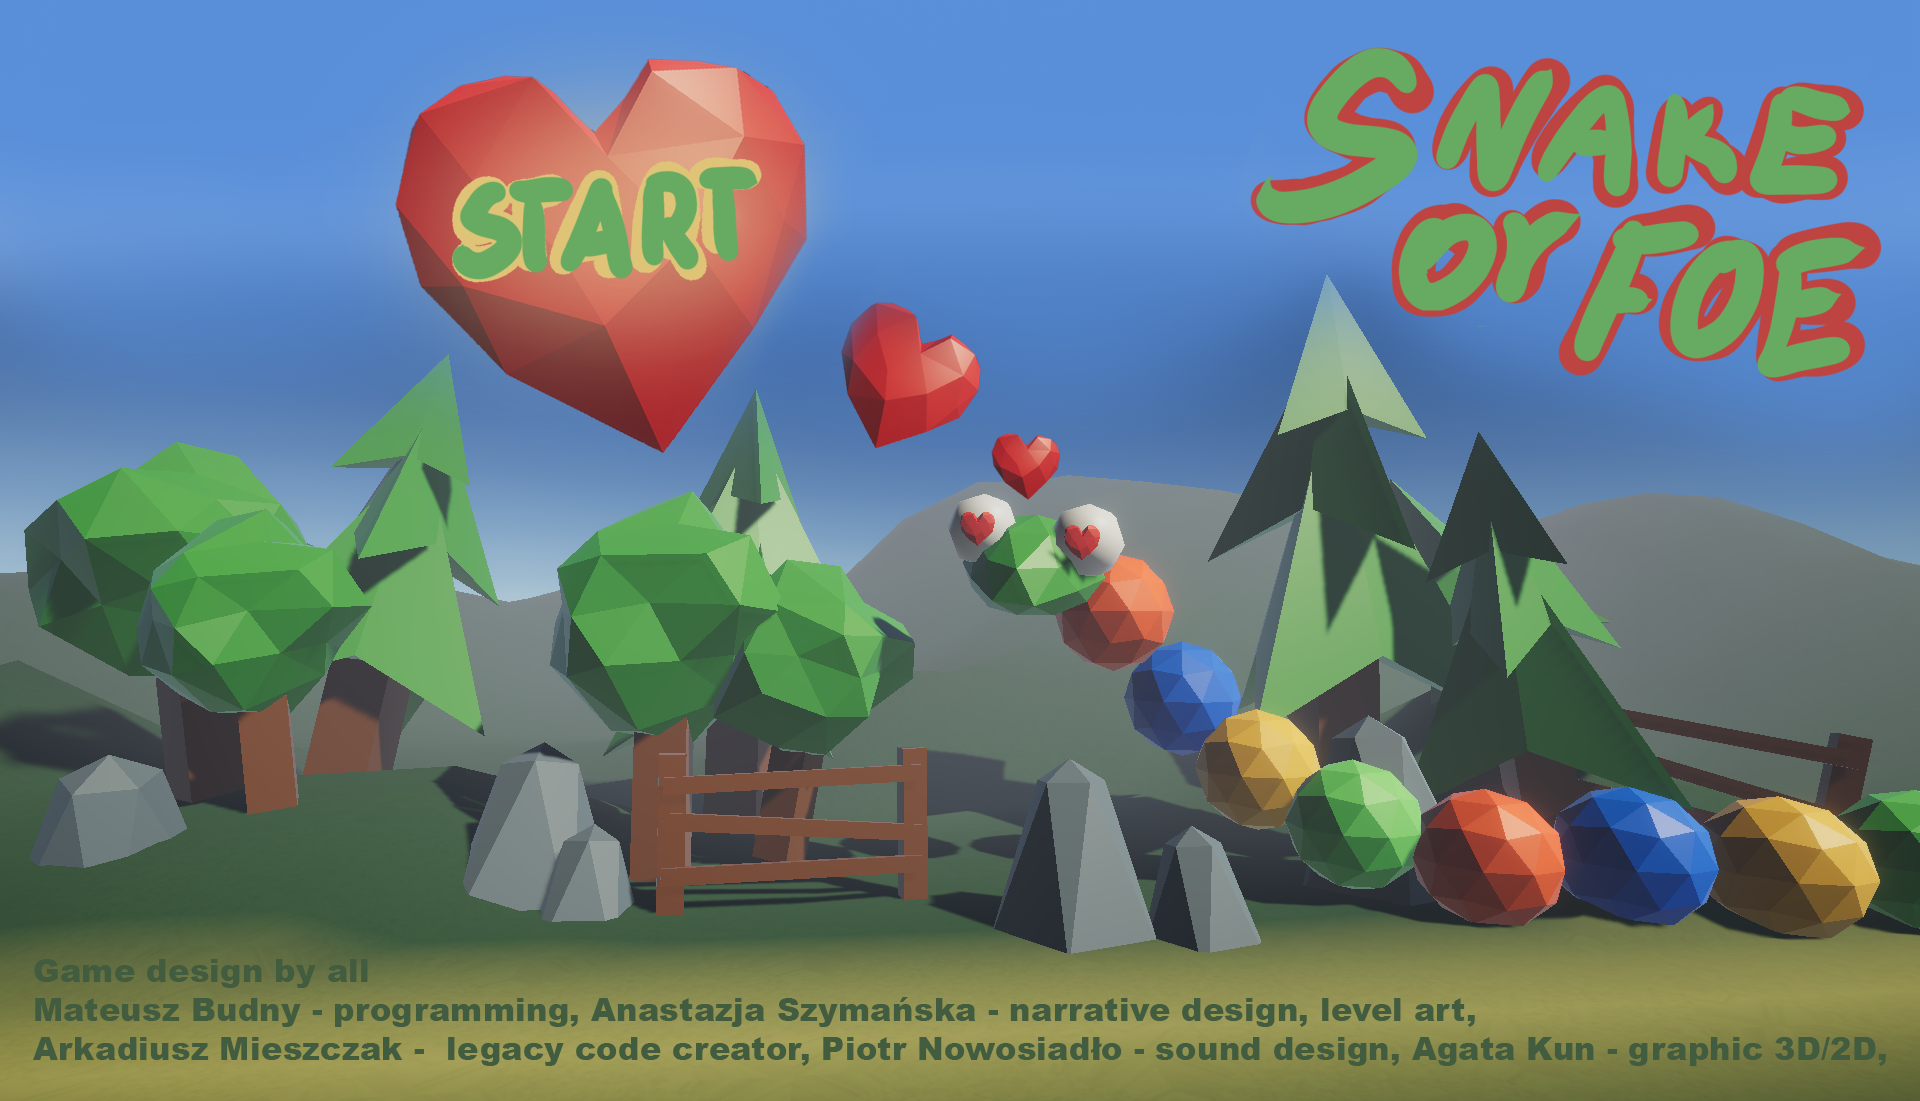 START
SNAKE
or FOE
Game design by all
Mateusz Budny - programming, Anastazja Szymańska - narrative design, level art,
Arkadiusz Mieszczak -  legacy code creator, Piotr Nowosiadło - sound design, Agata Kun - graphic 3D/2D,